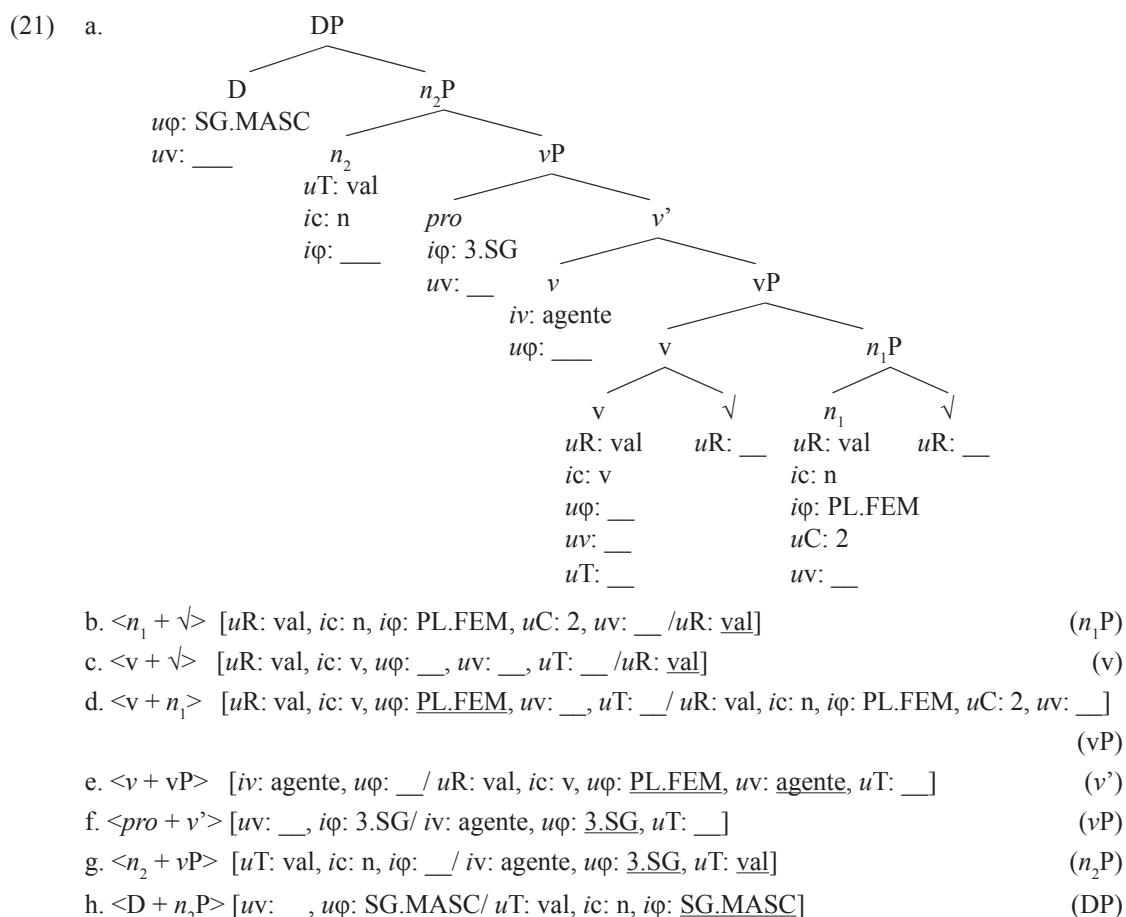 (21) a. DP
D n₂P
uφ: SG.MASC
uv: ___ n₂ vP
uT: val
ic: n pro v’
iφ: ___ iφ: 3.SG
uv: __ v vP
iv: agente
uφ: ___ v n₁P
v √ n₁ √
uR: val uR: __ uR: val uR: __
ic: v ic: n
uφ: __ iφ: PL.FEM
uv: __ uC: 2
uT: __ uv: __
b. <n₁ + √> [uR: val, ic: n, iφ: PL.FEM, uC: 2, uv: __ /uR: val] (n₁P)
c. <v + √> [uR: val, ic: v, uφ: __, uv: __, uT: __ /uR: val] (v)
d. <v + n₁> [uR: val, ic: v, uφ: PL.FEM, uv: __, uT: __/ uR: val, ic: n, iφ: PL.FEM, uC: 2, uv: __]
(vP)
e. <v + vP> [iv: agente, uφ: __/ uR: val, ic: v, uφ: PL.FEM, uv: agente, uT: __] (v’)
f. <pro + v’> [uv: __, iφ: 3.SG/ iv: agente, uφ: 3.SG, uT: __] (vP)
g. <n₂ + vP> [uT: val, ic: n, iφ: __/ iv: agente, uφ: 3.SG, uT: val] (n₂P)
h. <D + n₂P> [uv: __, uφ: SG.MASC/ uT: val, ic: n, iφ: SG.MASC] (DP)